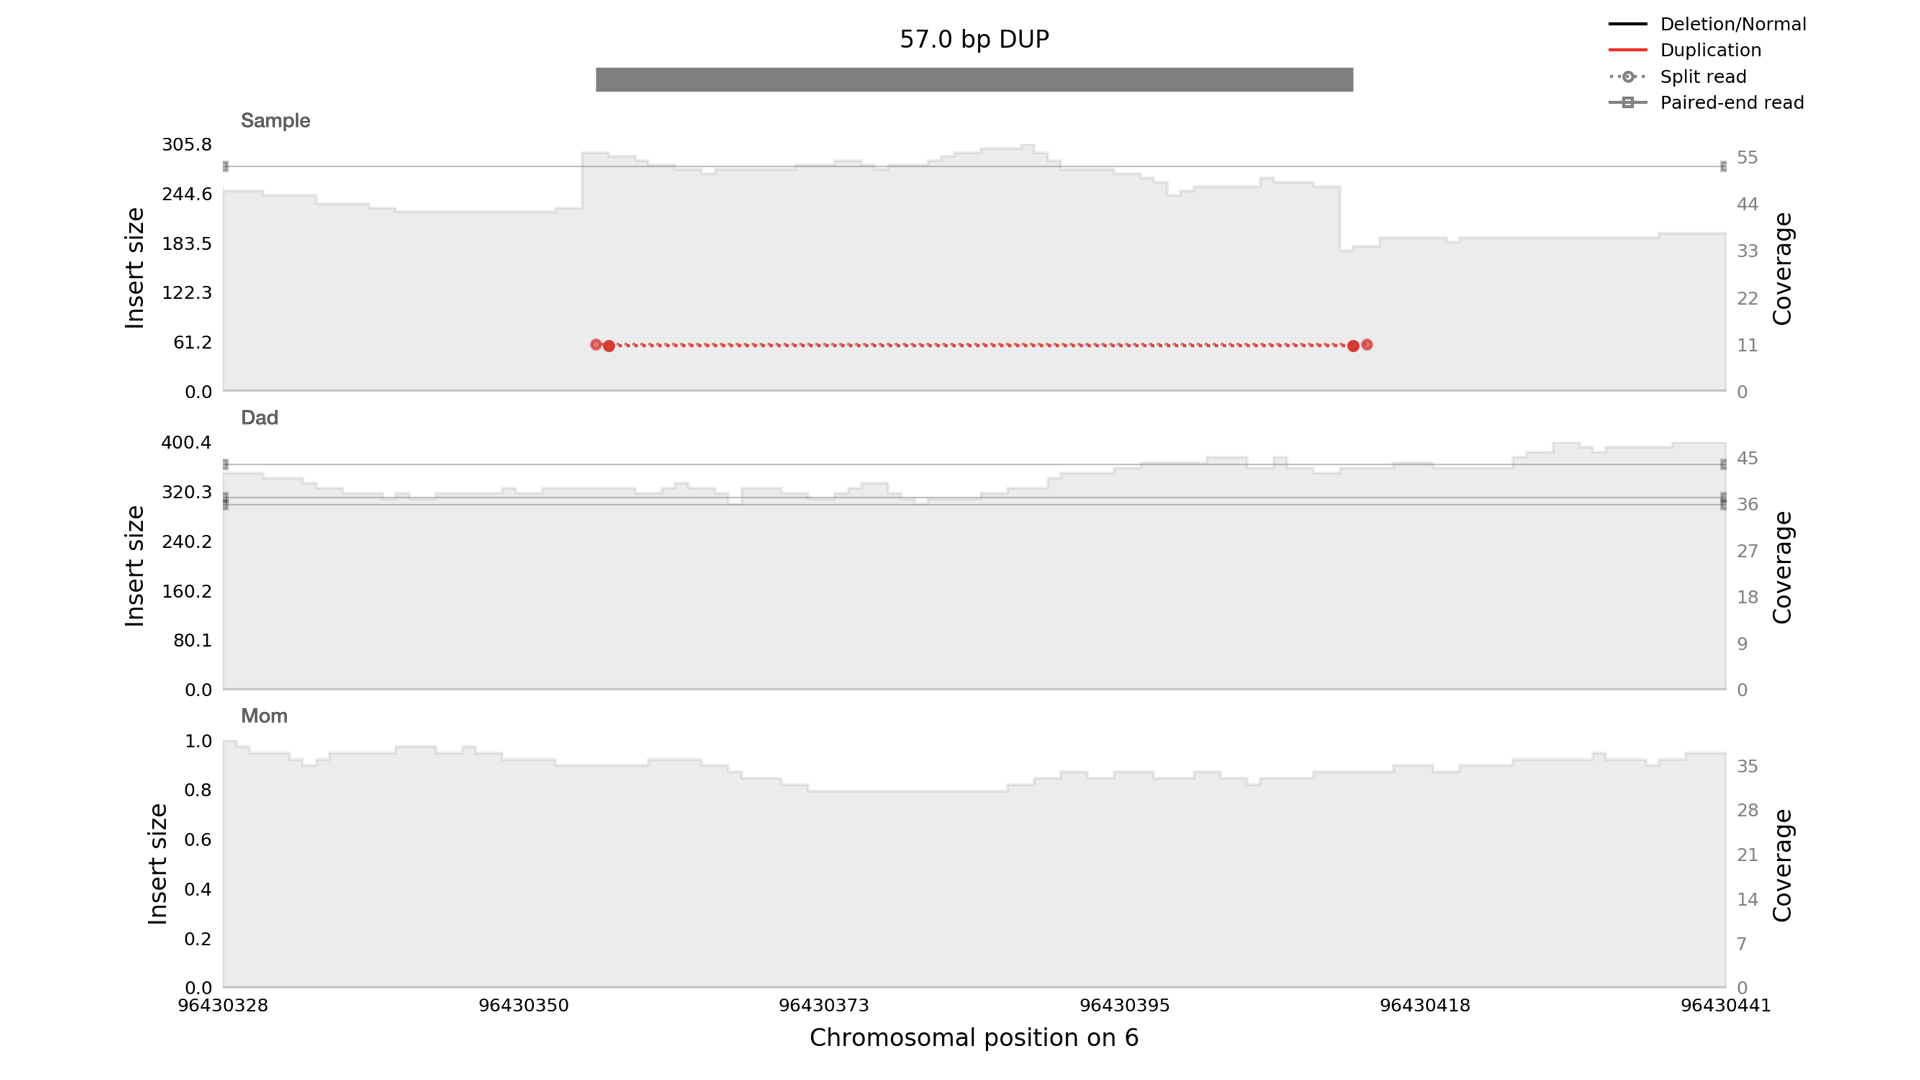 57.0 bp DUP
Deletion/Normal
Duplication
Split read
Paired-end read
Sample
305.8
244.6
183.5
122.3
61.2
0.0
Insert size
55
44
33
22
11
0
Coverage
Dad
400.4
320.3
240.2
160.2
80.1
0.0
Insert size
45
36
27
18
9
0
Coverage
Mom
1.0
0.8
0.6
0.4
0.2
0.0
Insert size
35
28
21
14
7
0
Coverage
96430328 96430350 96430373 96430395 96430418 96430441
Chromosomal position on 6